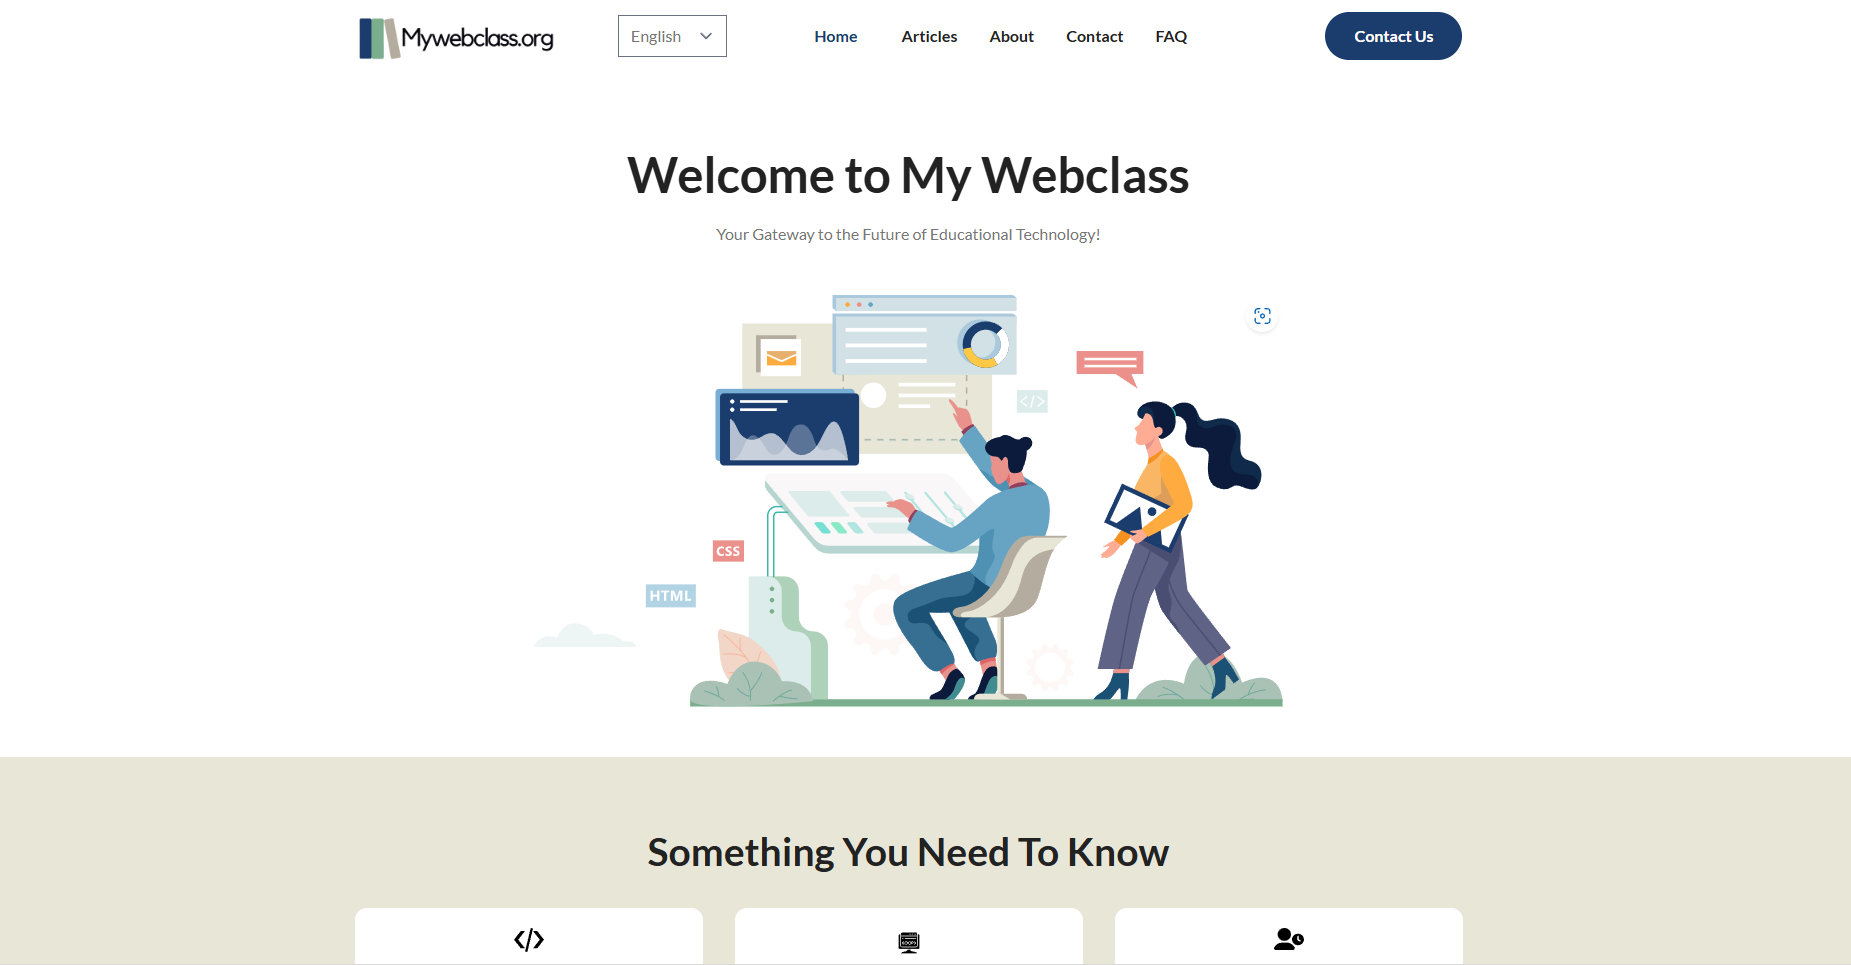 Mywebclass.org
English
Home
Articles
About
Contact
FAQ
Contact Us
Welcome to My Webclass
Your Gateway to the Future of Educational Technology!
</>
CSS
HTML
Something You Need To Know